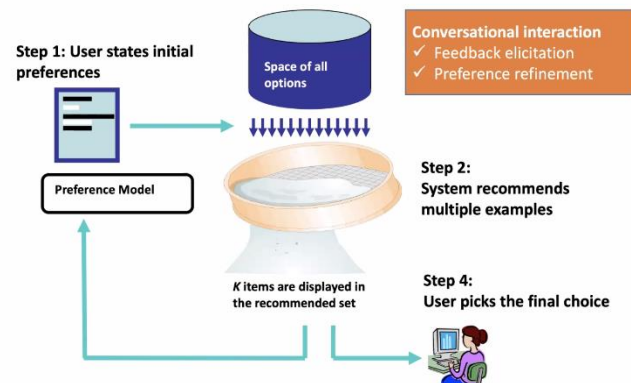 Step 1: User states initial
preferences
Space of all
options
Conversational interaction
✓ Feedback elicitation
✓ Preference refinement
Preference Model
Step 2:
System recommends
multiple examples
K items are displayed in
the recommended set
Step 4:
User picks the final choice